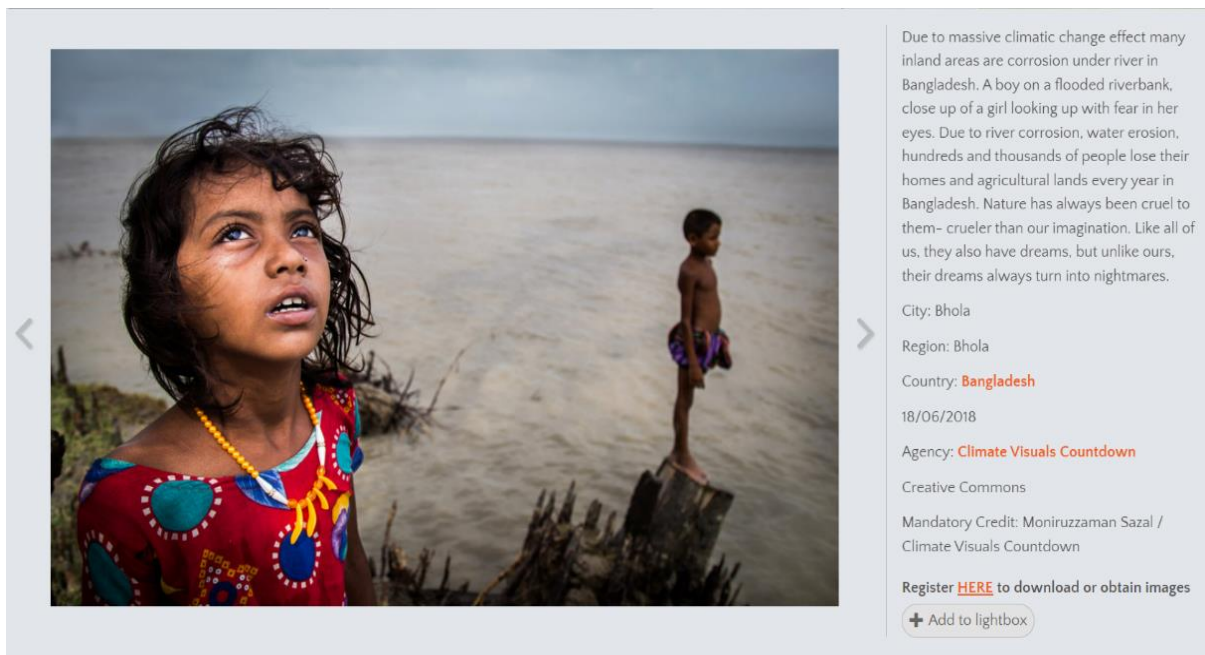 Due to massive climatic change effect many
inland areas are corrosion under river in
Bangladesh. A boy on a flooded riverbank,
close up of a girl looking up with fear in her
eyes. Due to river corrosion, water erosion,
hundreds and thousands of people lose their
homes and agricultural lands every year in
Bangladesh. Nature has always been cruel to
them- crueler than our imagination. Like all of
us, they also have dreams, but unlike ours,
their dreams always turn into nightmares.
City: Bhola
Region: Bhola
Country: Bangladesh
18/06/2018
Agency: Climate Visuals Countdown
Creative Commons
Mandatory Credit: Moniruzzaman Sazal /
Climate Visuals Countdown
Register HERE to download or obtain images
+ Add to lightbox